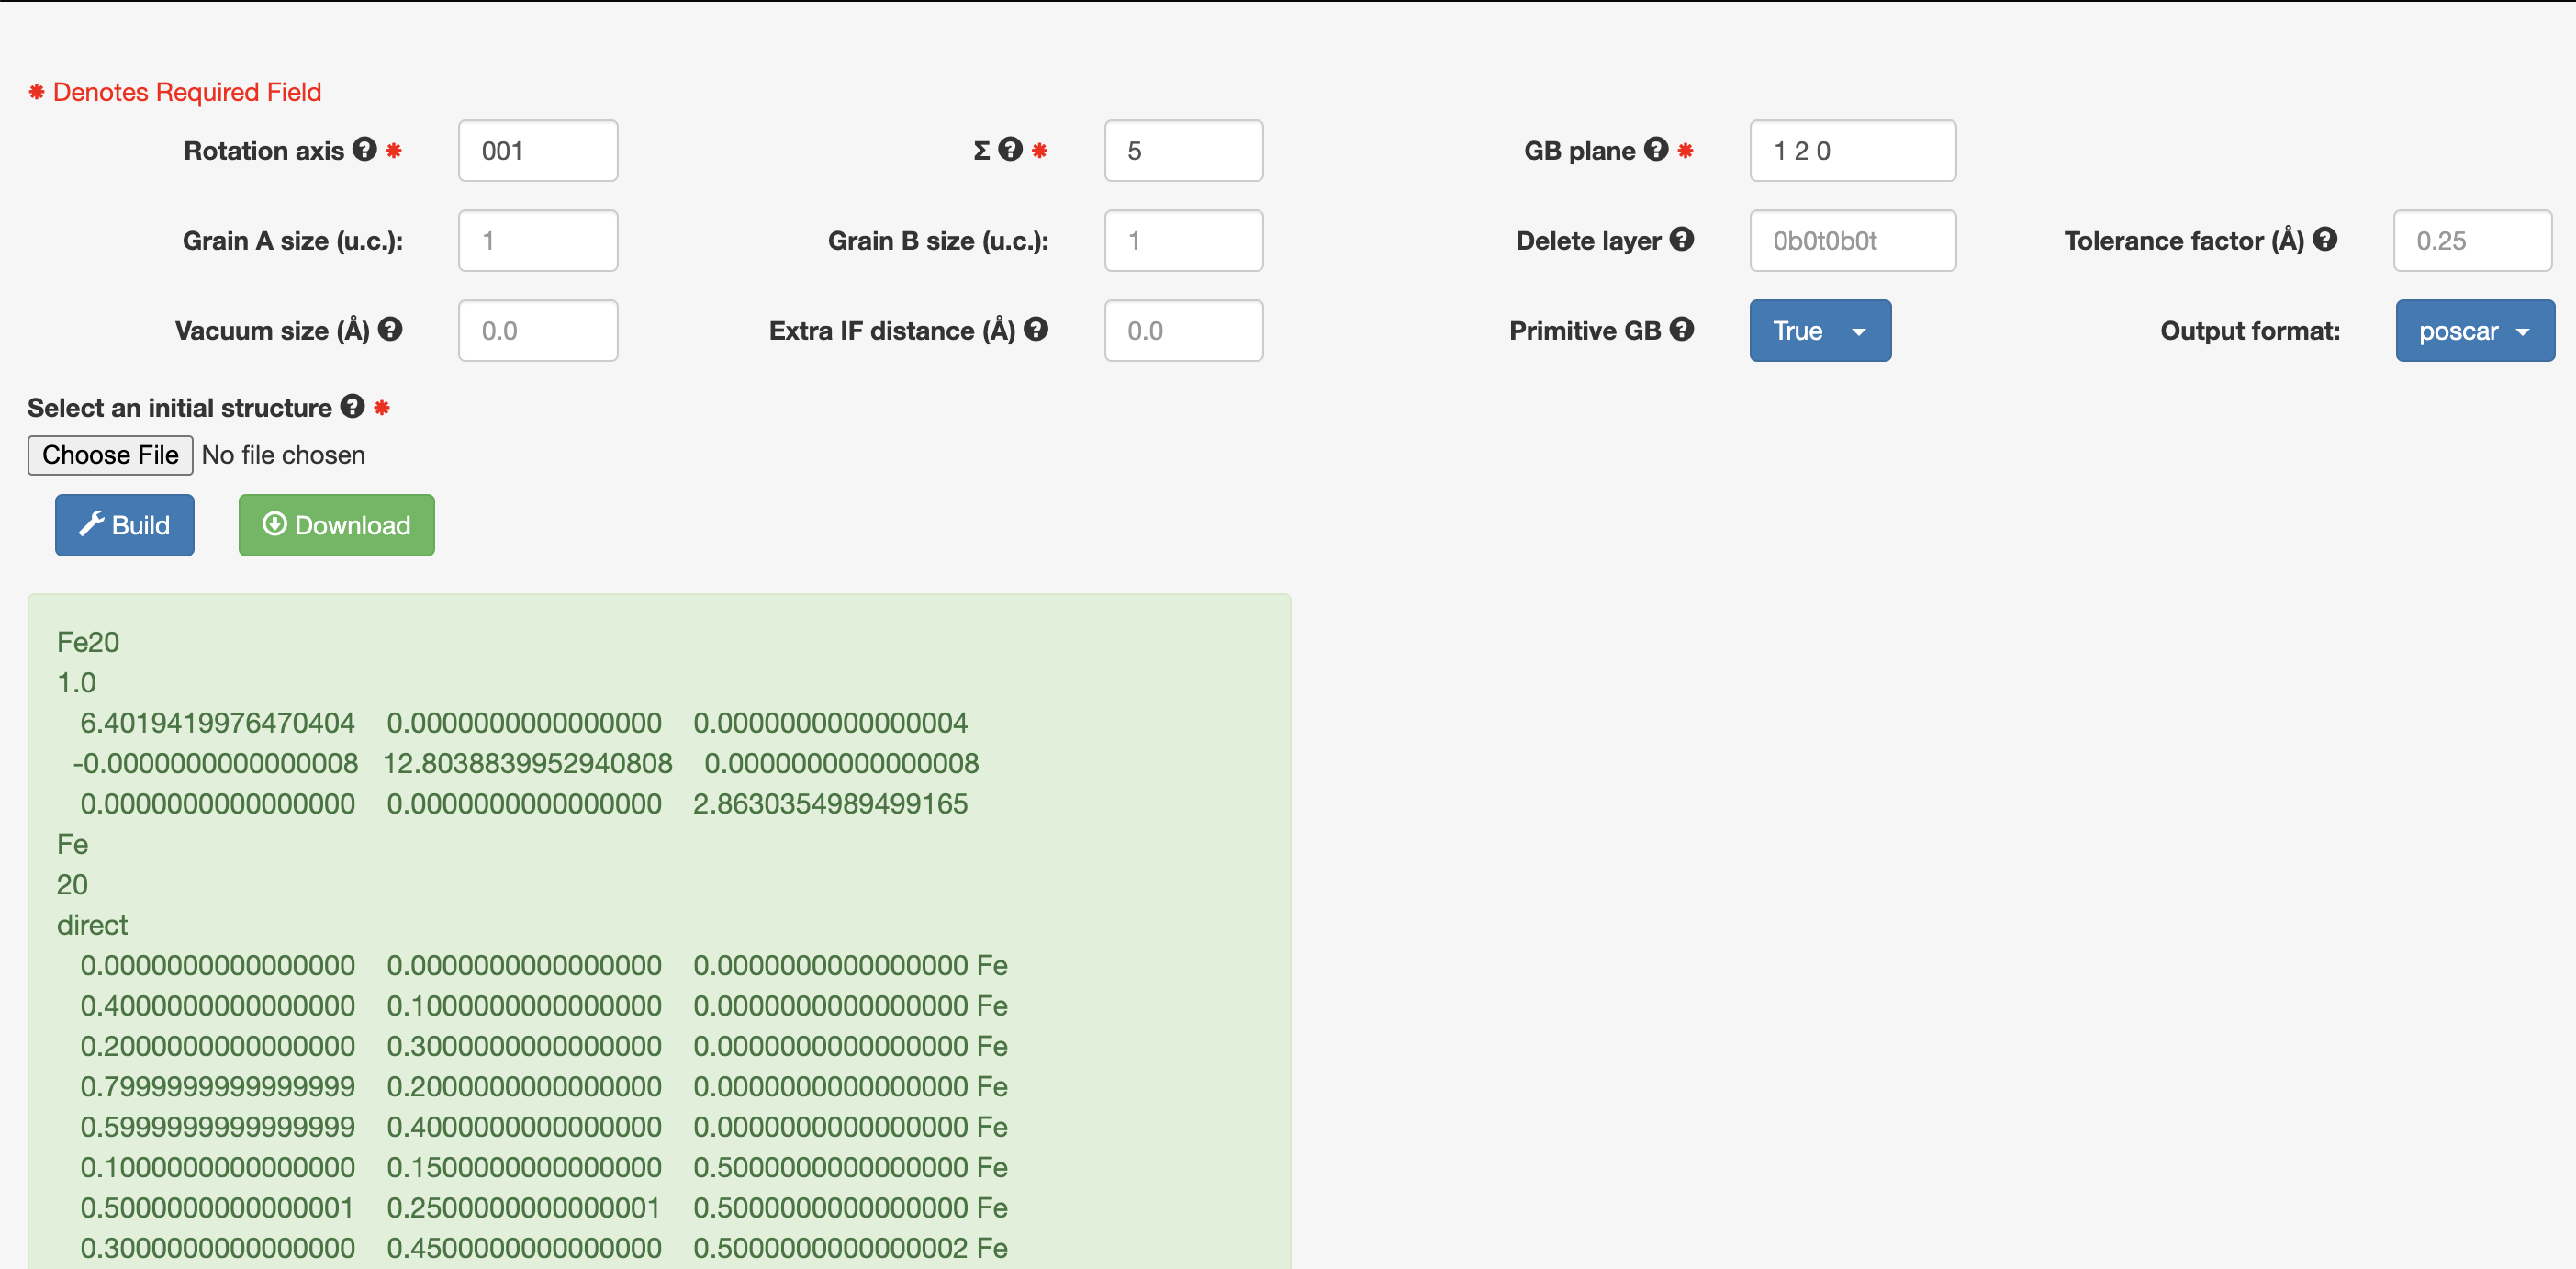 * Denotes Required Field
Rotation axis ? * 001 Σ ? * 5 GB plane ? * 1 2 0
Grain A size (u.c.): 1 Grain B size (u.c.): 1 Delete layer ? 0b0t0b0t Tolerance factor (Å) ? 0.25
Vacuum size (Å) ? 0.0 Extra IF distance (Å) ? 0.0 Primitive GB ? True Output format: poscar
Select an initial structure ? *
Choose File No file chosen
Build Download
Fe20
1.0
6.4019419976470404 0.0000000000000000 0.0000000000000004
-0.0000000000000008 12.8038839952940808 0.0000000000000008
0.0000000000000000 0.0000000000000000 2.8630354989499165
Fe
20
direct
0.0000000000000000 0.0000000000000000 0.0000000000000000 Fe
0.4000000000000000 0.1000000000000000 0.0000000000000000 Fe
0.2000000000000000 0.3000000000000000 0.0000000000000000 Fe
0.7999999999999999 0.2000000000000000 0.0000000000000000 Fe
0.5999999999999999 0.4000000000000000 0.0000000000000000 Fe
0.1000000000000000 0.1500000000000000 0.5000000000000000 Fe
0.5000000000000001 0.2500000000000001 0.5000000000000000 Fe
0.3000000000000000 0.4500000000000000 0.5000000000000002 Fe